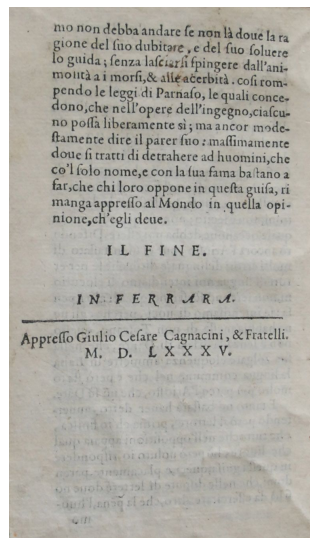 mo non debba andare se non là doue la ra
gione del suo dubitare, e del suo soluere
lo guida; senza lasciarsi spingere dall'ani
mosità a i morsi, & alle acerbità. cosi rom-
pendo le leggi di Parnaso, le quali conce-
dono, che nell'opere dell'ingegno, ciascu-
no possa liberamente sì; ma ancor mode-
stamente dire il parer suo: massimamente
doue si tratti di detrahere ad huomini, che
co'l solo nome, e con la sua fama bastano a
far, che chi loro oppone in questa guisa, ri
manga appresso al Mondo in quella opi-
nione, ch'egli deue.
IL FINE.
IN FERRARA.
Appresso Giulio Cesare Cagnacini, & Fratelli.
M. D. LXXXV.